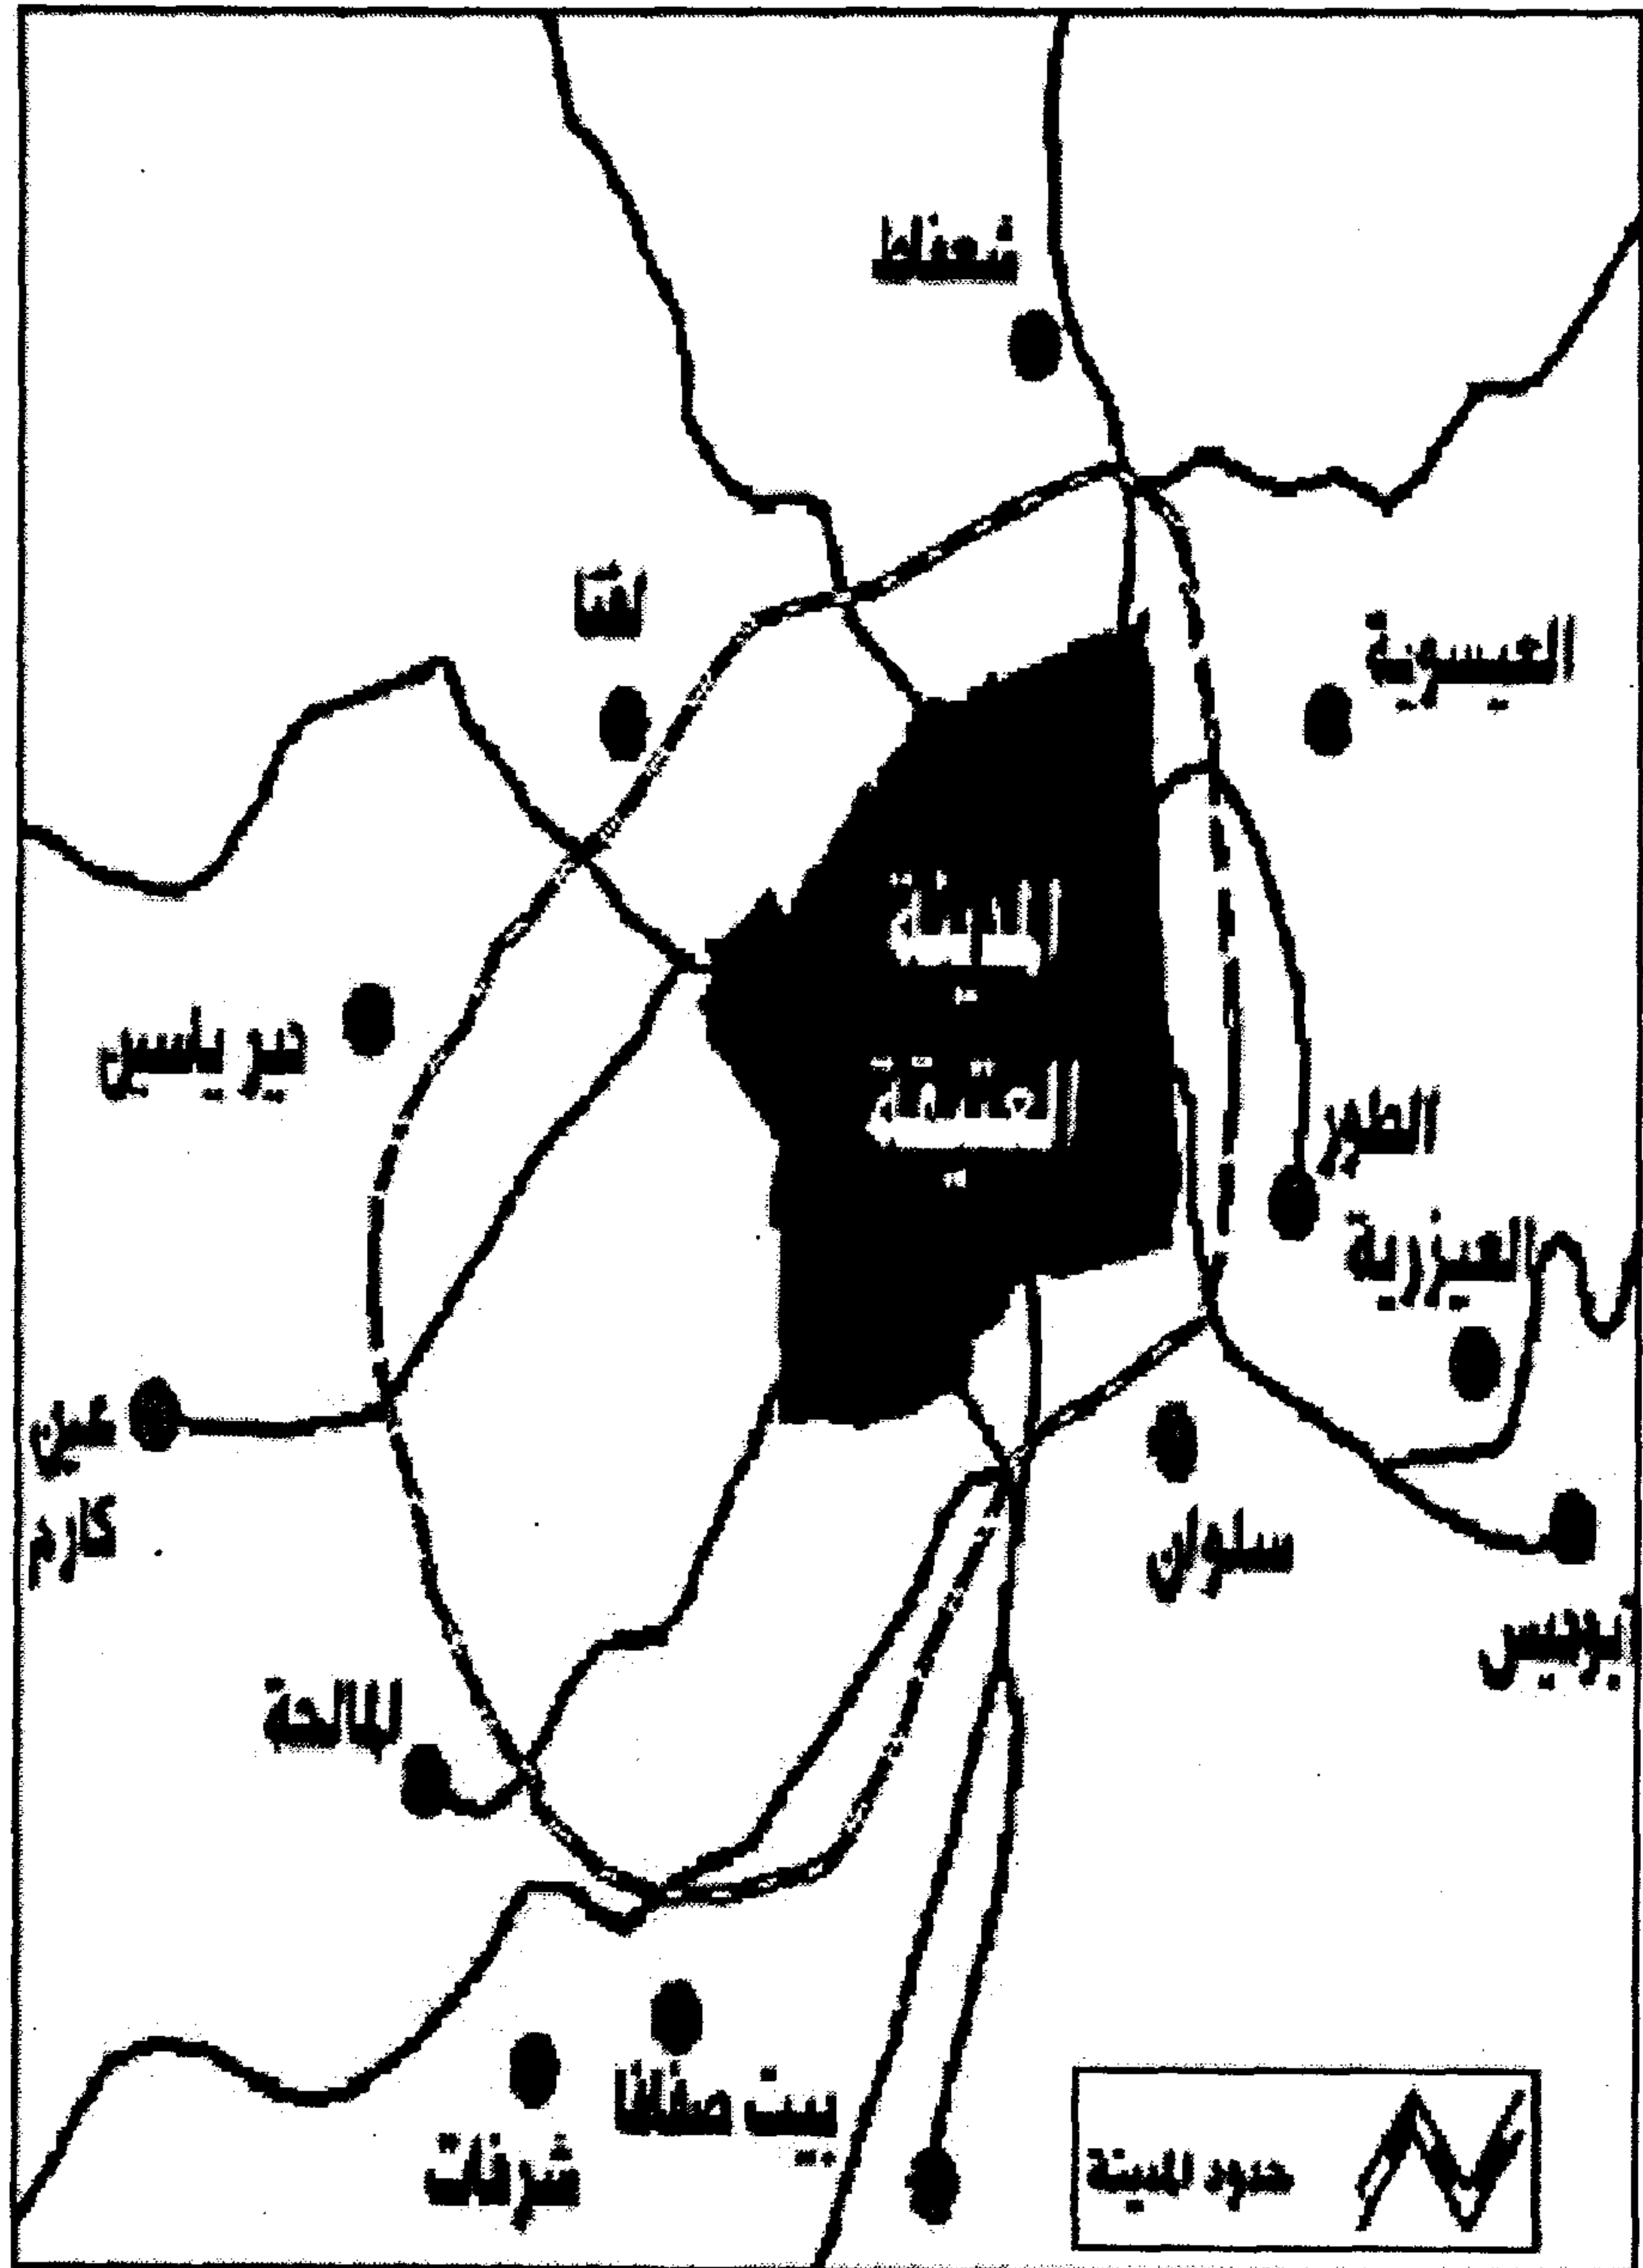 شعفاط
لفتا
العيسوية
المدينة
القديمة
دير ياسين
الطور
العيزرية
عين
كارم
سلوان
أبوديس
المالحة
بيت صفافا
شرفات
حدود المدينة